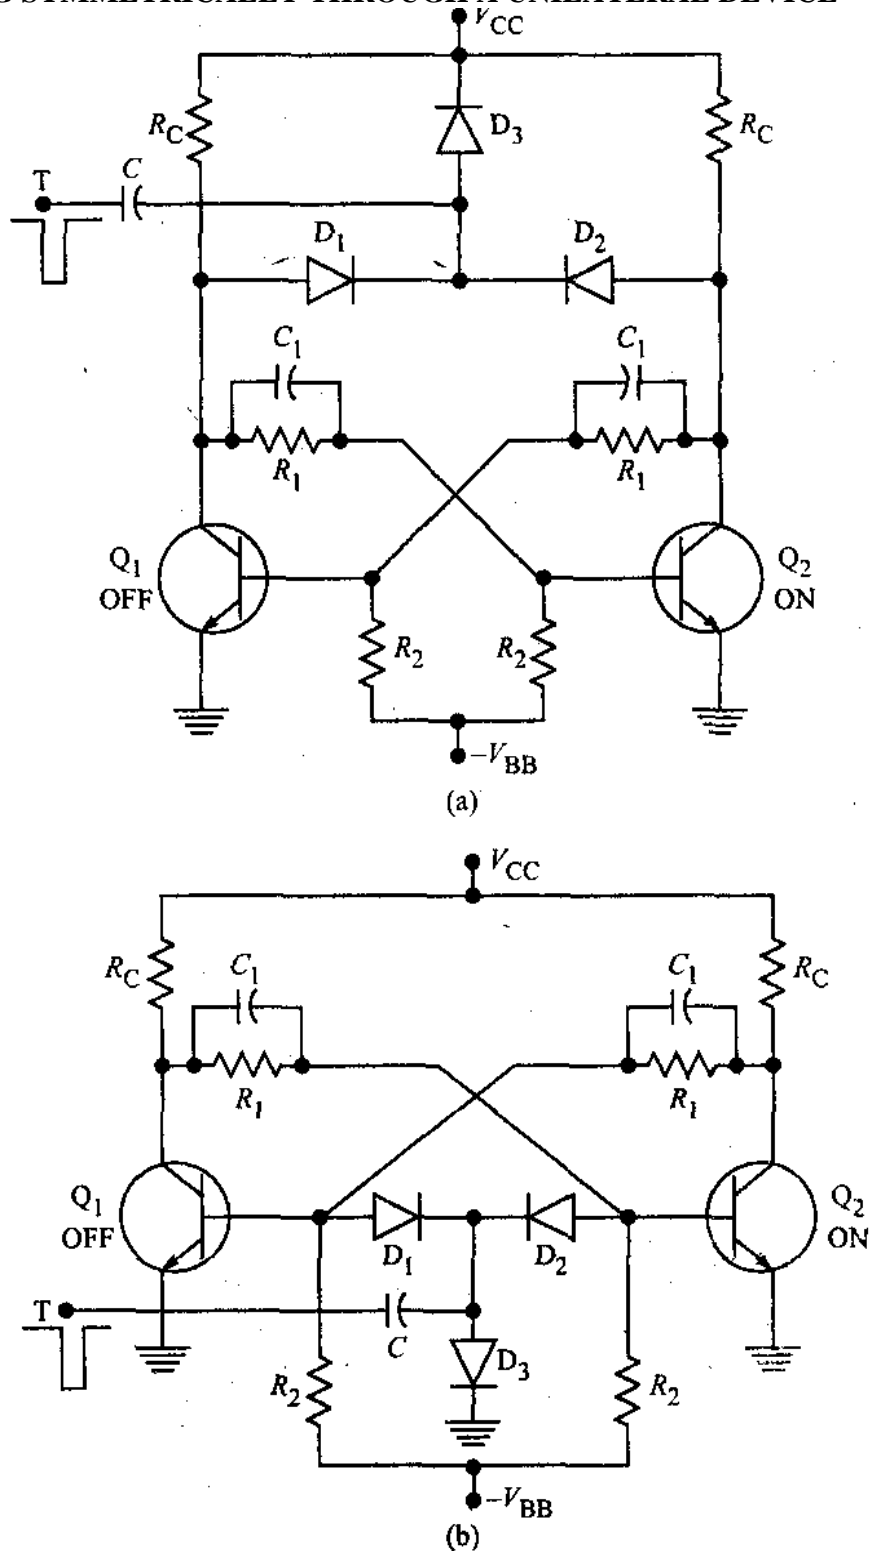 SYMMETRICALLY THROUGH A UNILATERAL DEVICE
VCC
RC
D3
RC
T
C
D1
D2
C1
C1
R1
R1
Q1
OFF
Q2
ON
R2
R2
-VBB
(a)
VCC
RC
C1
C1
RC
R1
R1
Q1
OFF
D1
D2
Q2
ON
T
C
D3
R2
R2
-VBB
(b)